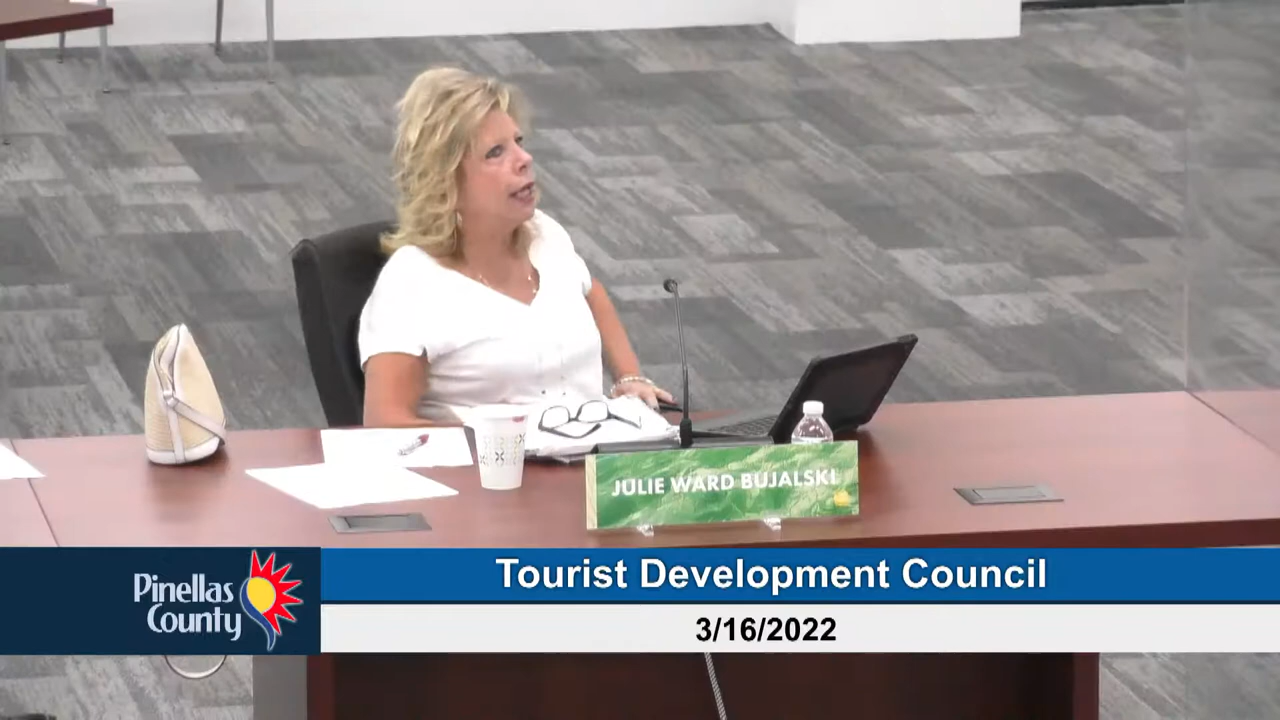 JULIE WARD BUJALSKI
Tourist Development Council
Pinellas
County
3/16/2022